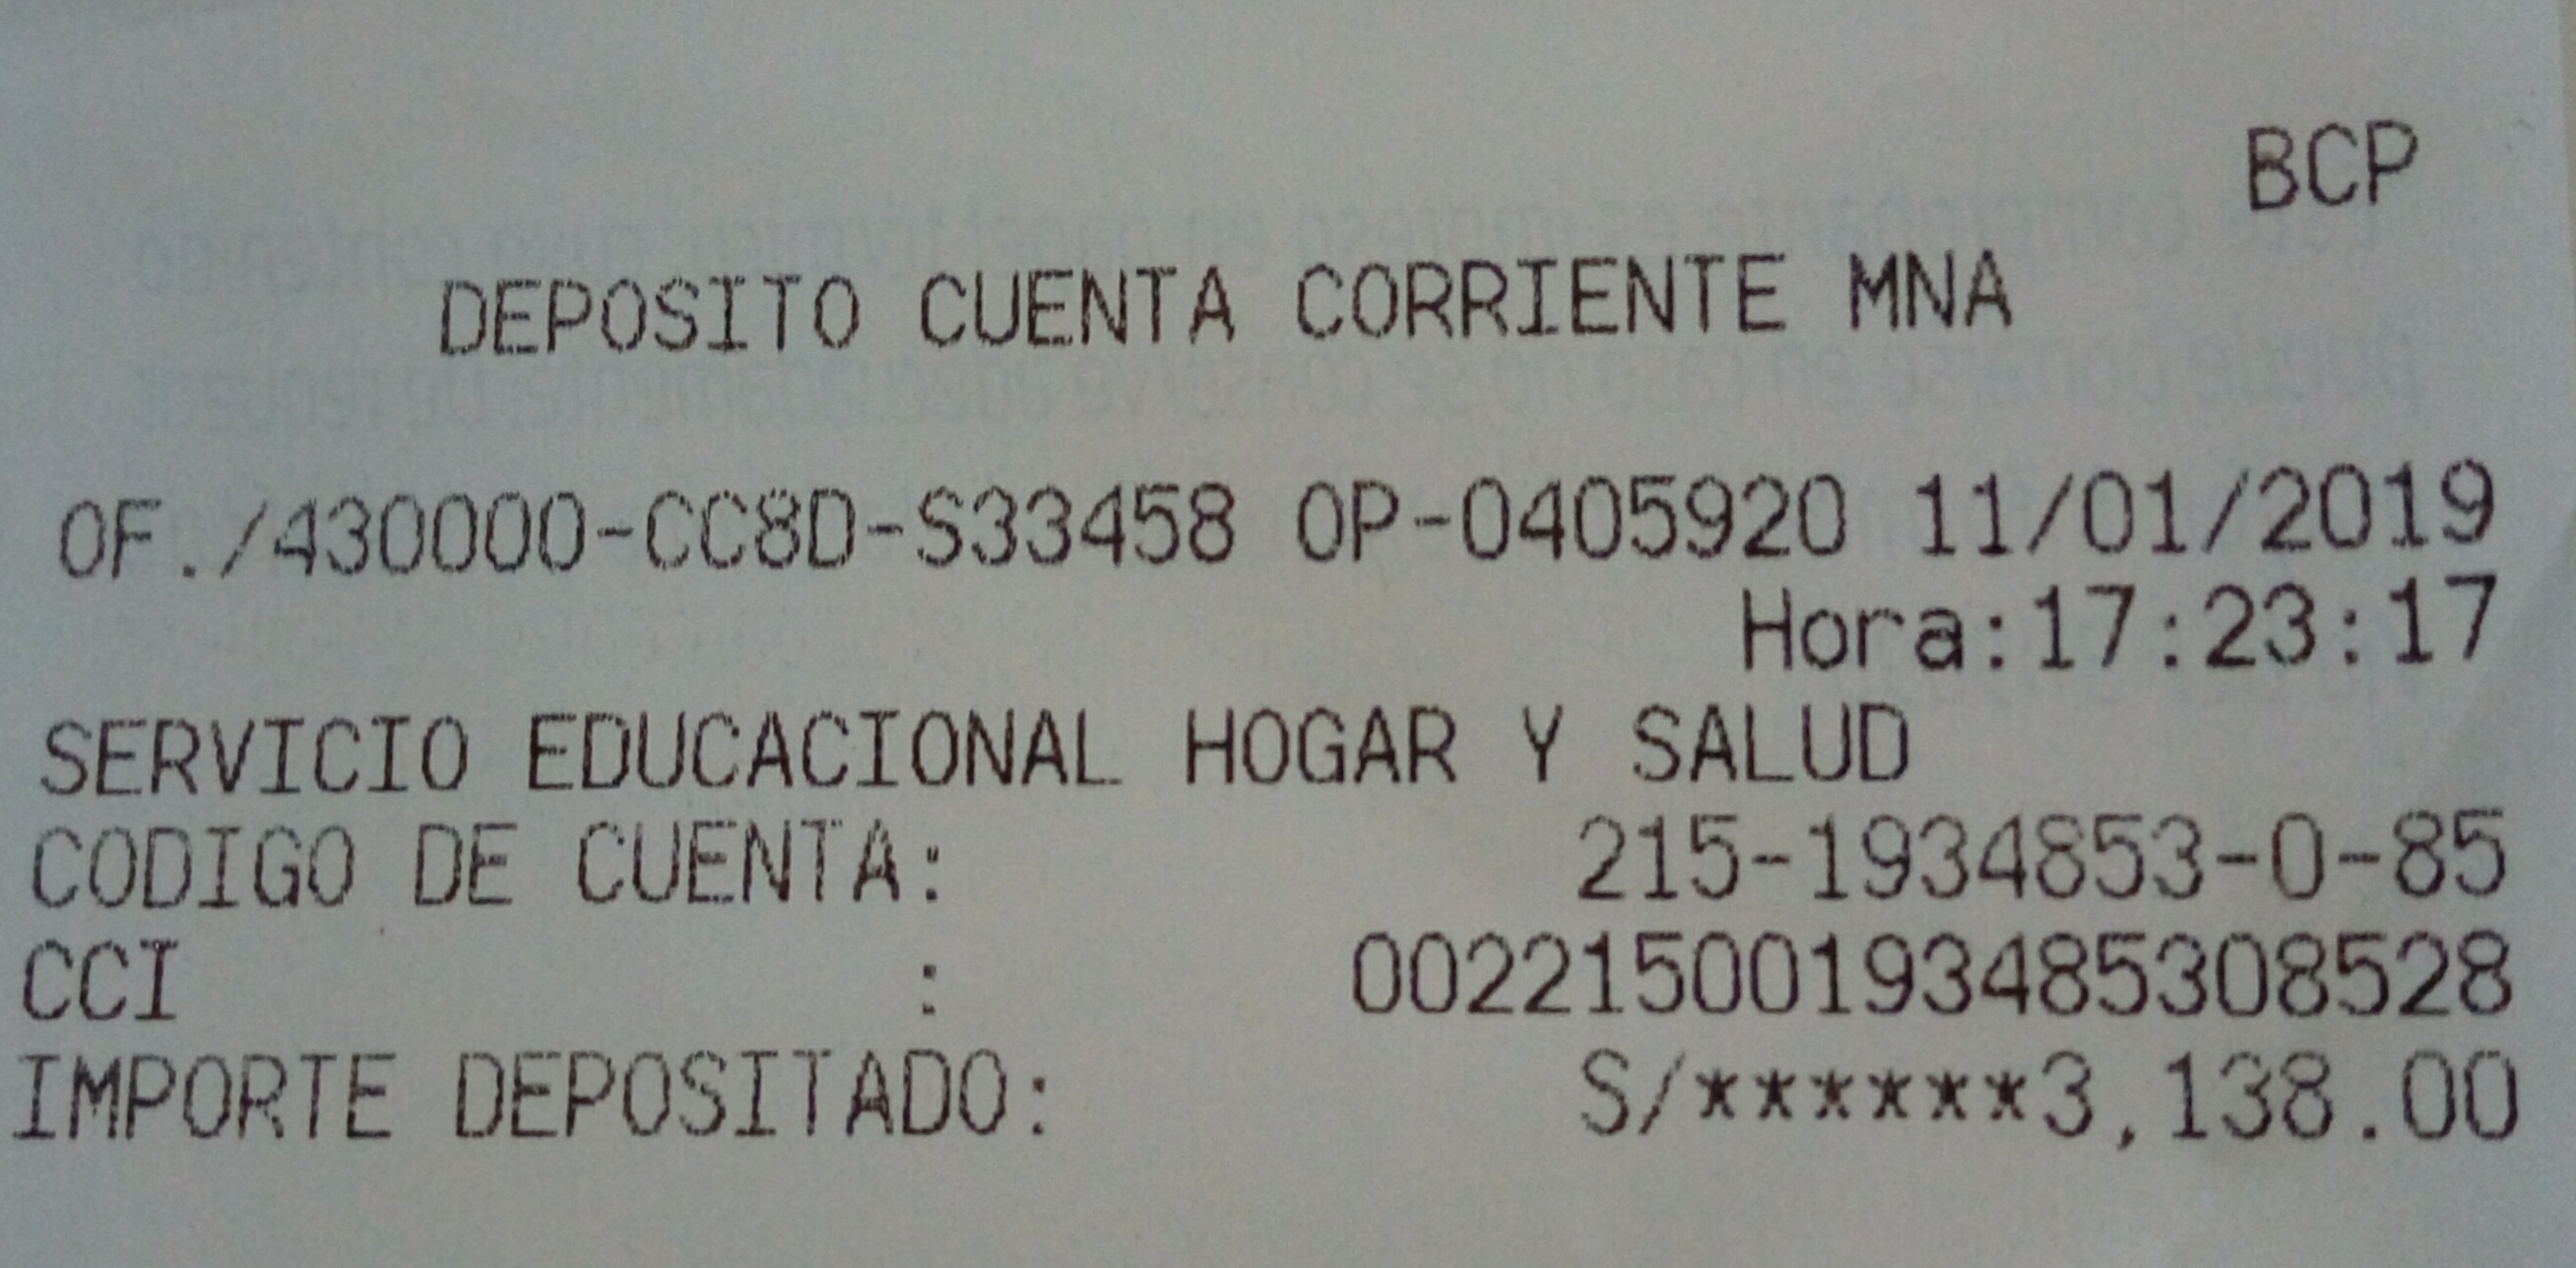 BCP
DEPOSITO CUENTA CORRIENTE MNA
OF./430000-CC8D-S33458 OP-0405920 11/01/2019
Hora:17:23:17
SERVICIO EDUCACIONAL HOGAR Y SALUD
CODIGO DE CUENTA: 215-1934853-0-85
CCI : 00221500193485308528
IMPORTE DEPOSITADO: S/******3,138.00